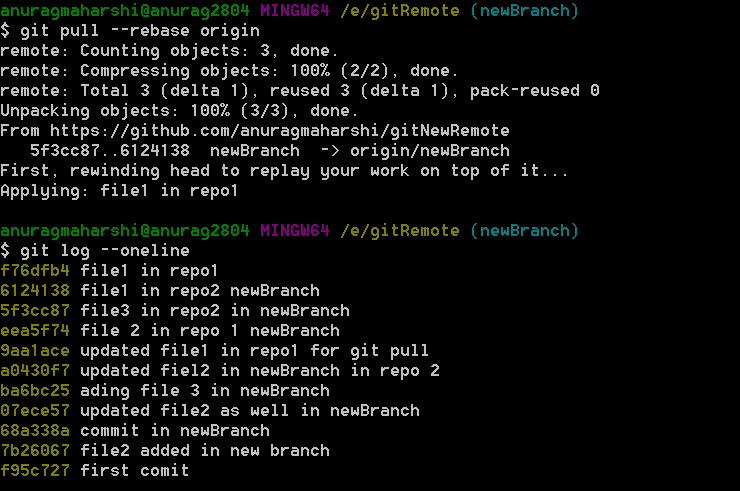 anuragmaharshi@anurag2804 MINGW64 /e/gitRemote (newBranch)
$ git pull --rebase origin
remote: Counting objects: 3, done.
remote: Compressing objects: 100% (2/2), done.
remote: Total 3 (delta 1), reused 3 (delta 1), pack-reused 0
Unpacking objects: 100% (3/3), done.
From https://github.com/anuragmaharshi/gitNewRemote
   5f3cc87..6124138  newBranch  -> origin/newBranch
First, rewinding head to replay your work on top of it...
Applying: file1 in repo1

anuragmaharshi@anurag2804 MINGW64 /e/gitRemote (newBranch)
$ git log --oneline
f76dfb4 file1 in repo1
6124138 file1 in repo2 newBranch
5f3cc87 file3 in repo2 in newBranch
eea5f74 file 2 in repo 1 newBranch
9aa1ace updated file1 in repo1 for git pull
a0430f7 updated fiel2 in newBranch in repo 2
ba6bc25 ading file 3 in newBranch
07ece57 updated file2 as well in newBranch
68a338a commit in newBranch
7b26067 file2 added in new branch
f95c727 first comit